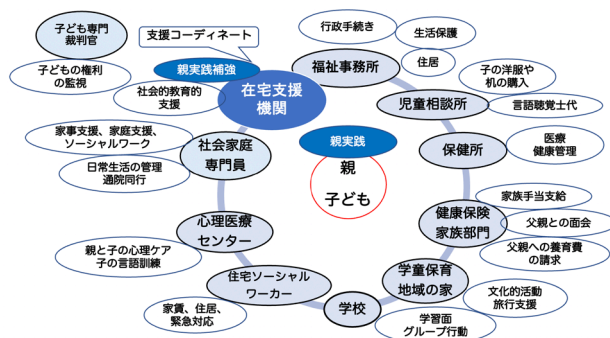 子ども専門
裁判官
子どもの権利
の監視
支援コーディネート
親実践補強
社会的教育的
支援
在宅支援
機関
行政手続き
生活保護
住居
福祉事務所
子の洋服や
机の購入
児童相談所
言語聴覚士代
医療
健康管理
保健所
家族手当支給
父親との面会
父親への養育費
の請求
健康保険
家族部門
文化的活動
旅行支援
学童保育
地域の家
学習面
グループ行動
学校
住宅ソーシャル
ワーカー
家賃、住居、
緊急対応
心理医療
センター
親と子の心理ケア
子の言語訓練
社会家庭
専門員
家事支援、家庭支援、
ソーシャルワーク
日常生活の管理
通院同行
親実践
親
子ども